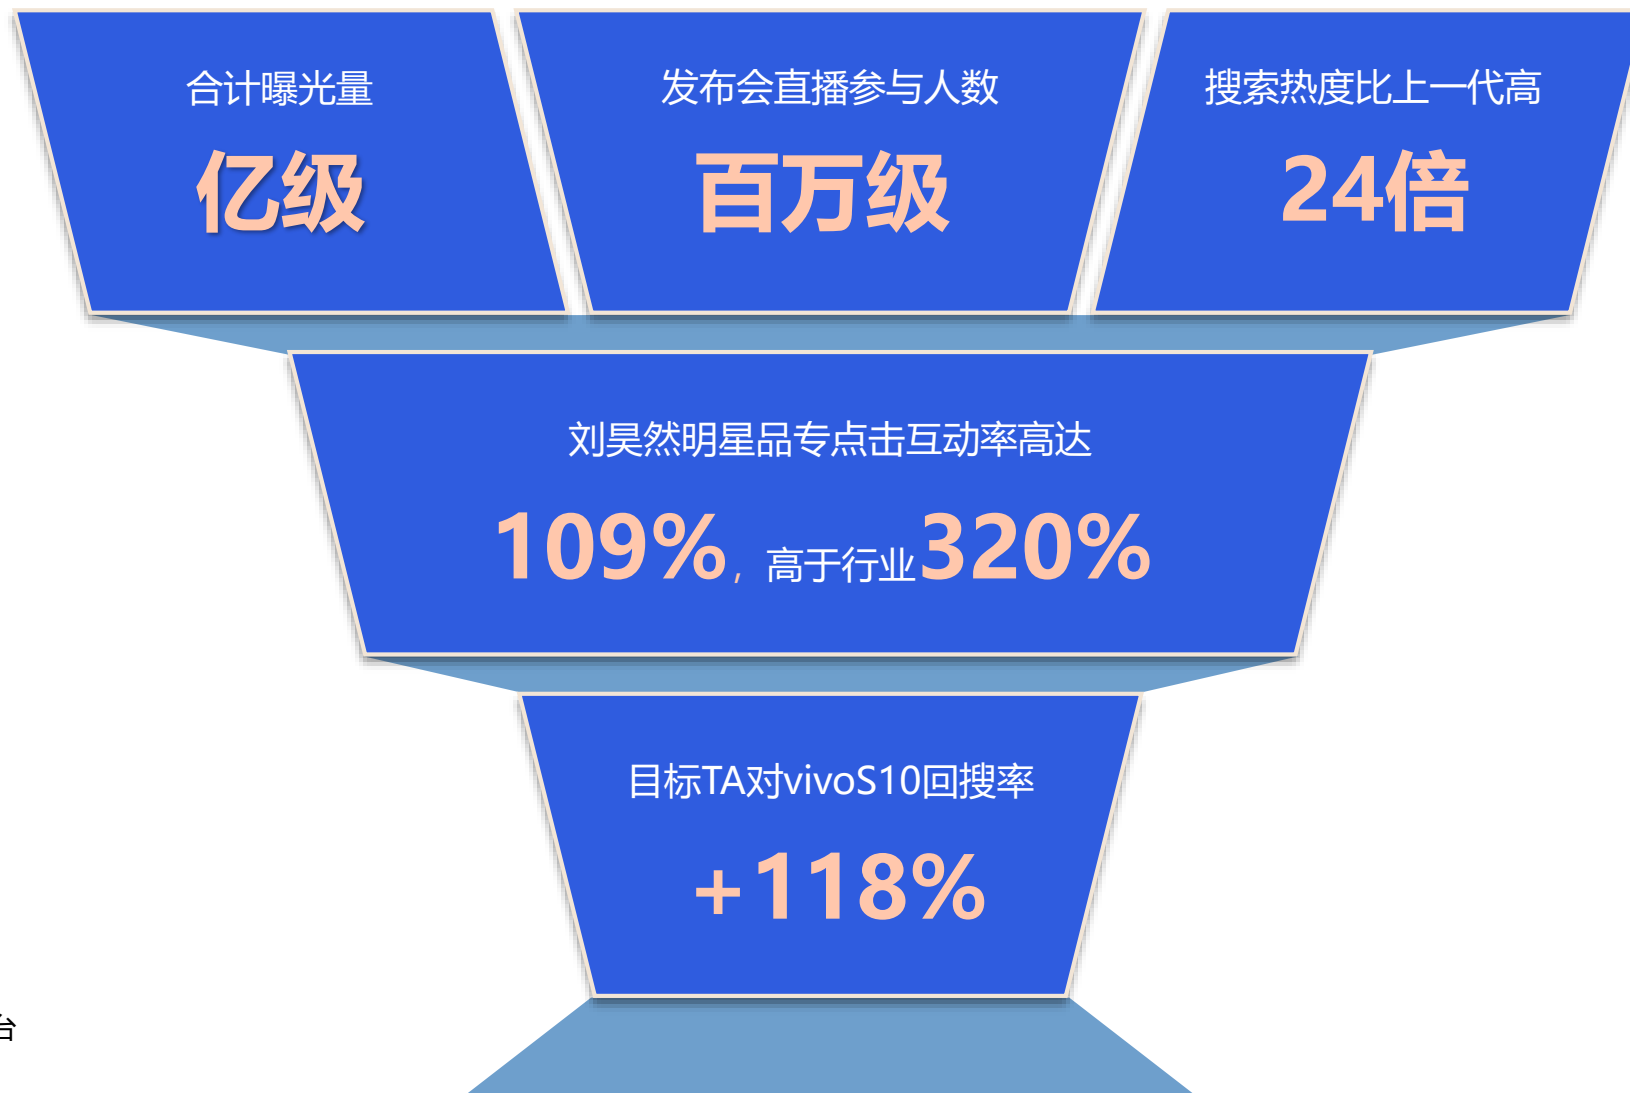 合计曝光量
亿级
发布会直播参与人数
百万级
搜索热度比上一代高
24倍
刘昊然明星品专点击互动率高达
109%，高于行业320%
目标TA对vivoS10回搜率
+118%
台